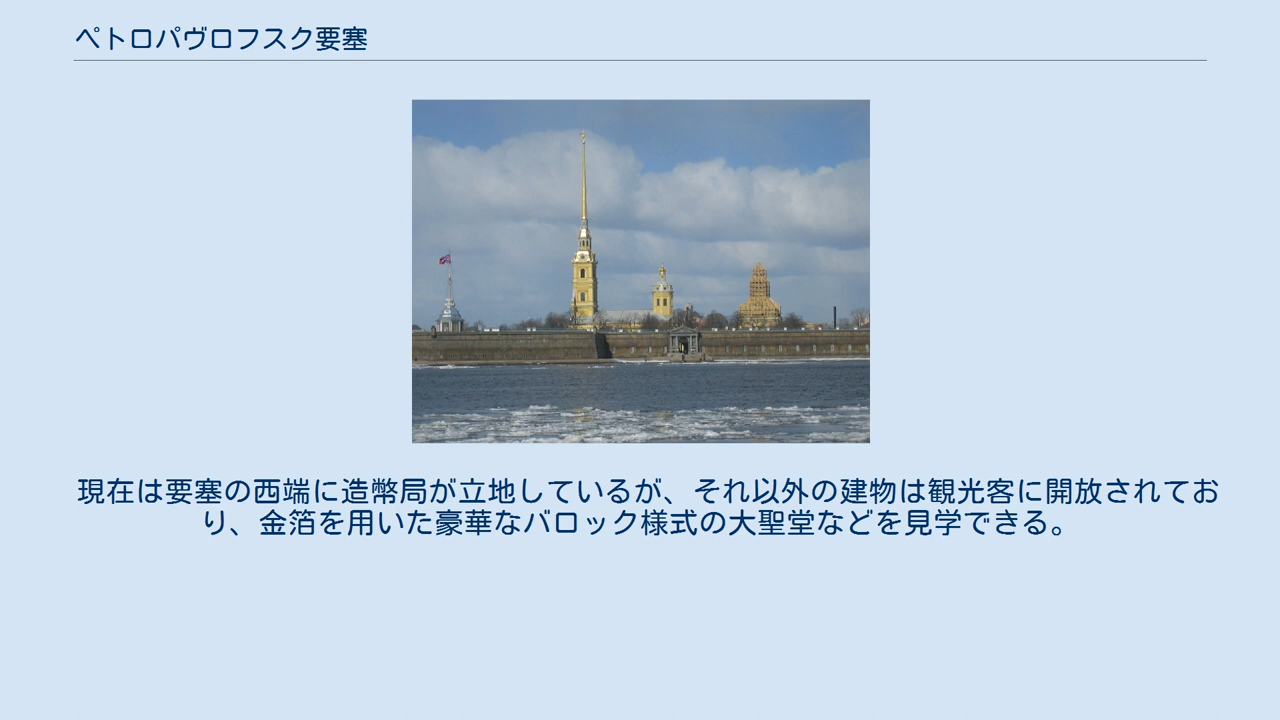 ペトロパヴロフスク要塞
現在は要塞の西端に造幣局が立地しているが、それ以外の建物は観光客に開放されてお
り、金箔を用いた豪華なバロック様式の大聖堂などを見学できる。